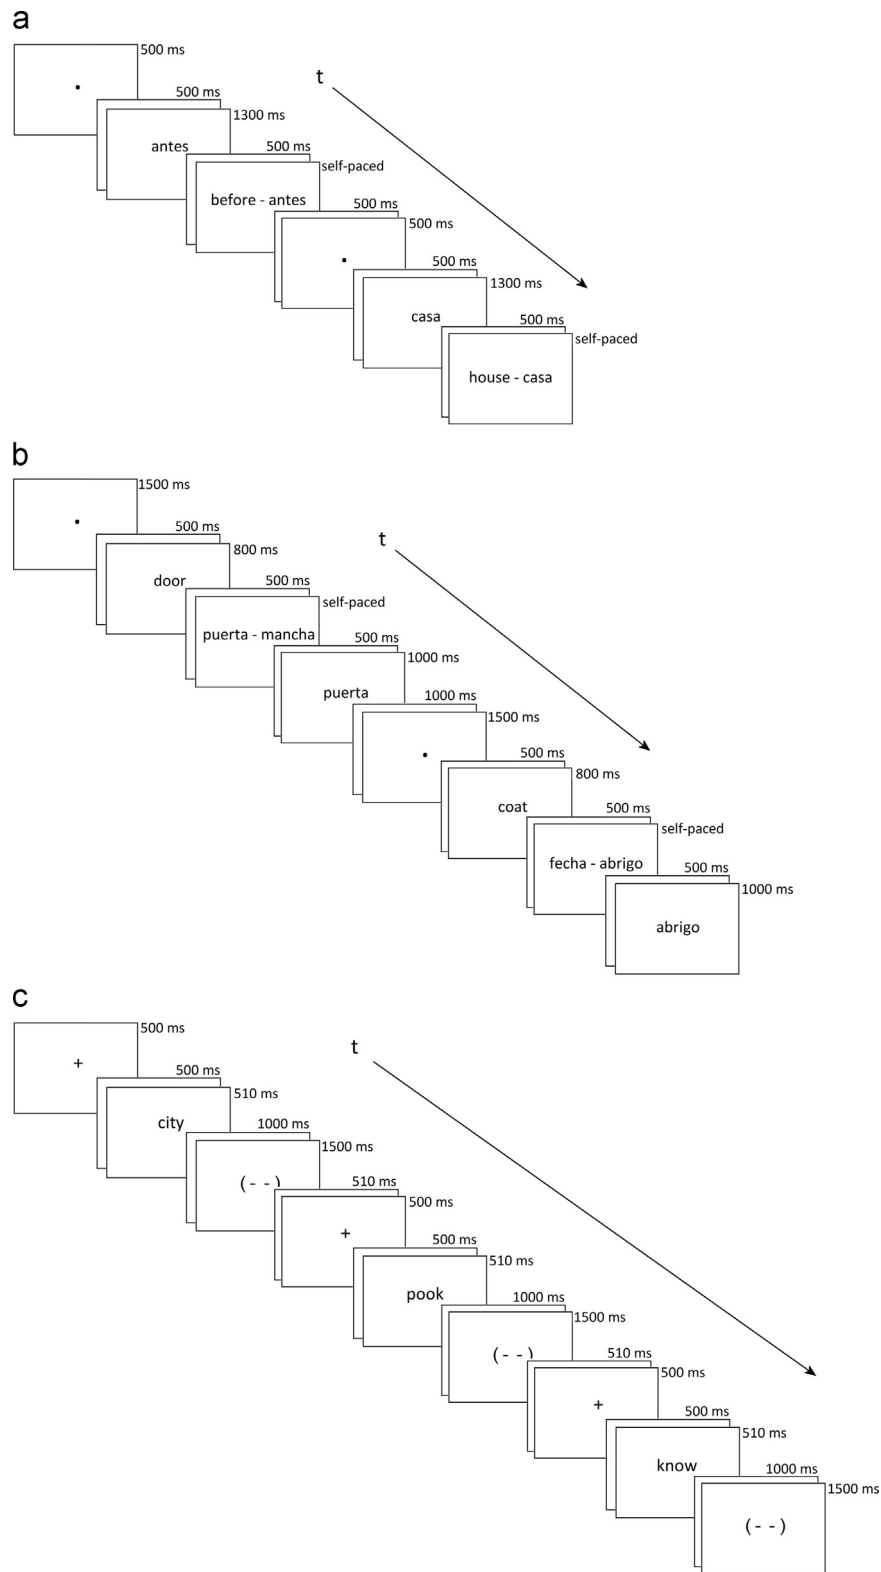 a
500 ms
t
500 ms
1300 ms
antes
500 ms
self-paced
before - antes
500 ms
500 ms
500 ms
1300 ms
casa
500 ms
self-paced
house - casa
b
1500 ms
t
500 ms
800 ms
door
500 ms
self-paced
puerta - mancha
500 ms
1000 ms
puerta
1000 ms
1500 ms
500 ms
800 ms
coat
500 ms
self-paced
fecha - abrigo
500 ms
1000 ms
abrigo
c
500 ms
+
t
500 ms
510 ms
city
1000 ms
1500 ms
(- -)
510 ms
500 ms
+
500 ms
510 ms
pook
1000 ms
1500 ms
(- -)
510 ms
500 ms
+
500 ms
510 ms
know
1000 ms
1500 ms
(- -)